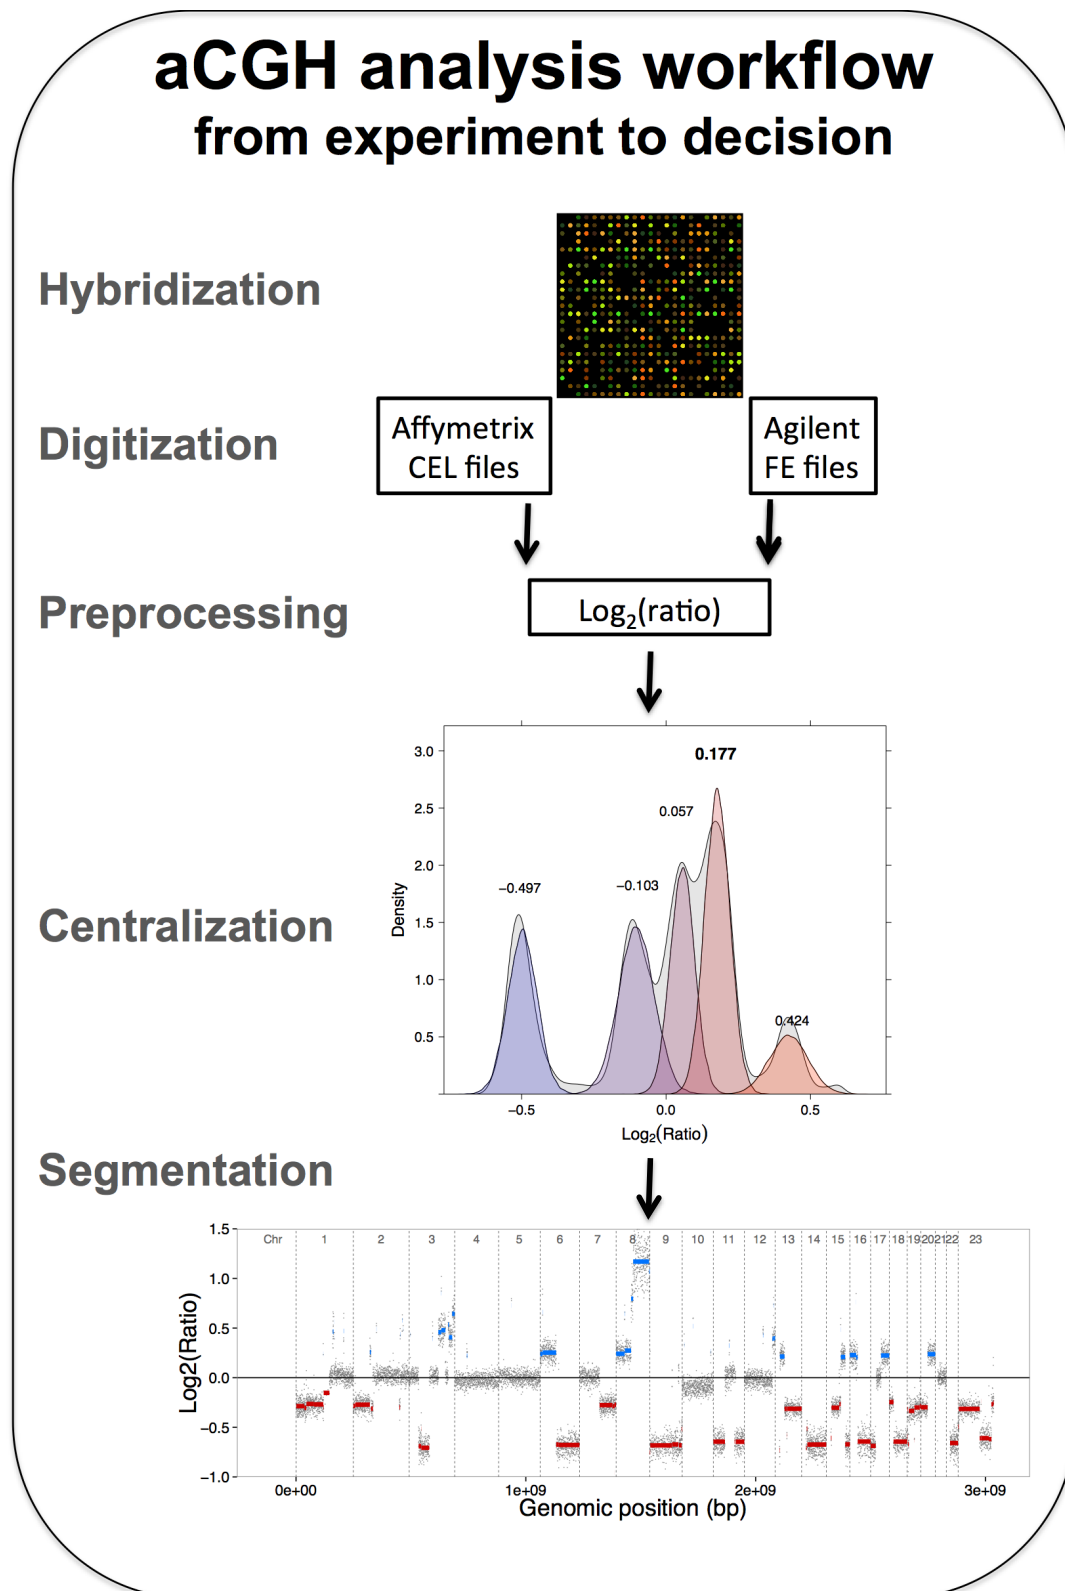 aCGH analysis workflow
from experiment to decision
Hybridization
Digitization
Affymetrix
CEL files
Agilent
FE files
Preprocessing
Log₂(ratio)
Centralization
3.0
2.5
2.0
1.5
1.0
0.5
Density
−0.497
−0.103
0.057
0.177
0.424
−0.5
0.0
0.5
Log₂(Ratio)
Segmentation
1.5
1.0
0.5
0.0
−0.5
−1.0
Log2(Ratio)
Chr 1 2 3 4 5 6 7 8 9 10 11 12 13 14 15 16 17 18 19 20 21 22 23
0e+00
1e+09
2e+09
3e+09
Genomic position (bp)